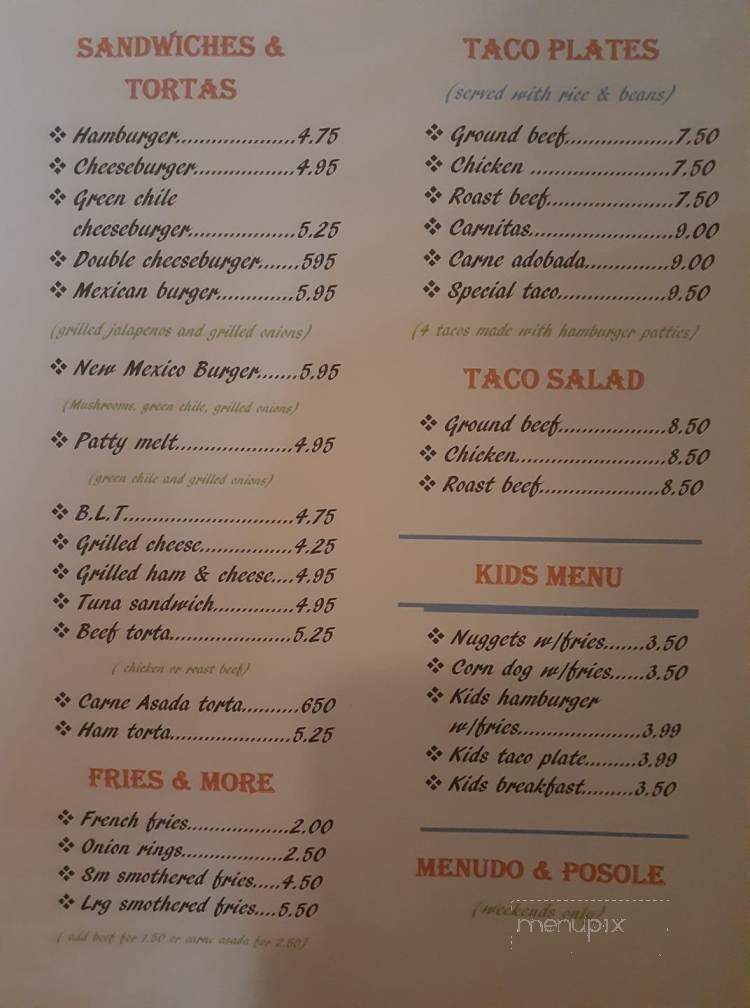 SANDWICHES &
TORTAS
❖ Hamburger.....................4.75
❖ Cheeseburger..................4.95
❖ Green chile
cheeseburger...................5.25
❖ Double cheeseburger.......595
❖ Mexican burger..............5.95
(grilled jalapenos and grilled onions)
❖ New Mexico Burger.......5.95
(Mushrooms, green chile, grilled onions)
❖ Patty melt.....................4.95
(green chile and grilled onions)
❖ B.L.T..............................4.75
❖ Grilled cheese................4.25
❖ Grilled ham & cheese....4.95
❖ Tuna sandwich..............4.95
❖ Beef torta......................5.25
( chicken or roast beef)
❖ Carne Asada torta..........650
❖ Ham torta......................5.25
FRIES & MORE
❖ French fries..................2.00
❖ Onion rings..................2.50
❖ Sm smothered fries.....4.50
❖ Lrg smothered fries....5.50
( add beef for 1.50 or carne asada for 2.50)
TACO PLATES
(served with rice & beans)
❖ Ground beef...................7.50
❖ Chicken ........................7.50
❖ Roast beef......................7.50
❖ Carnitas.........................9.00
❖ Carne adobada...............9.00
❖ Special taco...................9.50
(4 tacos made with hamburger patties)
TACO SALAD
❖ Ground beef...................8.50
❖ Chicken...........................8.50
❖ Roast beef.....................8.50
KIDS MENU
❖ Nuggets w/fries.......3.50
❖ Corn dog w/fries......3.50
❖ Kids hamburger
w/fries.....................3.99
❖ Kids taco plate.........3.99
❖ Kids breakfast.........3.50
MENUDO & POSOLE
(weekends only)
menupix